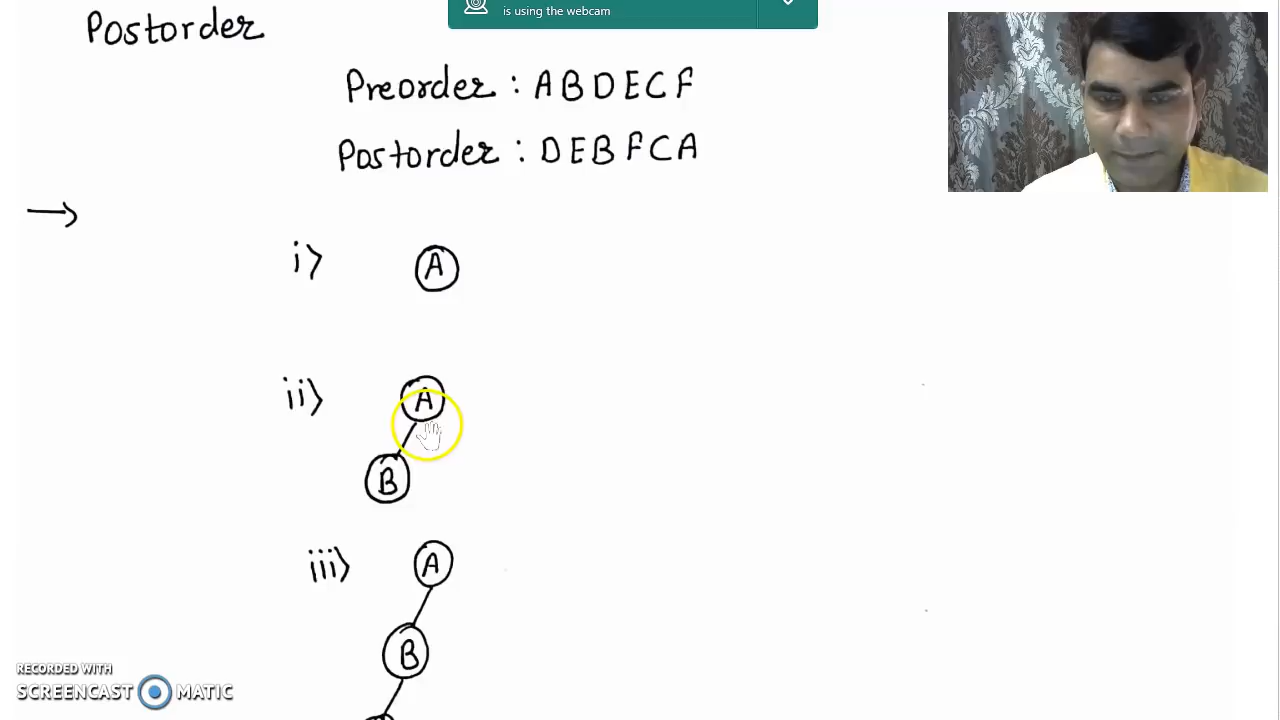 is using the webcam
Postorder
Preorder : A B D E C F
Postorder : D E B F C A
→
i> A
ii> A
B
iii> A
B
RECORDED WITH
SCREENCAST MATIC